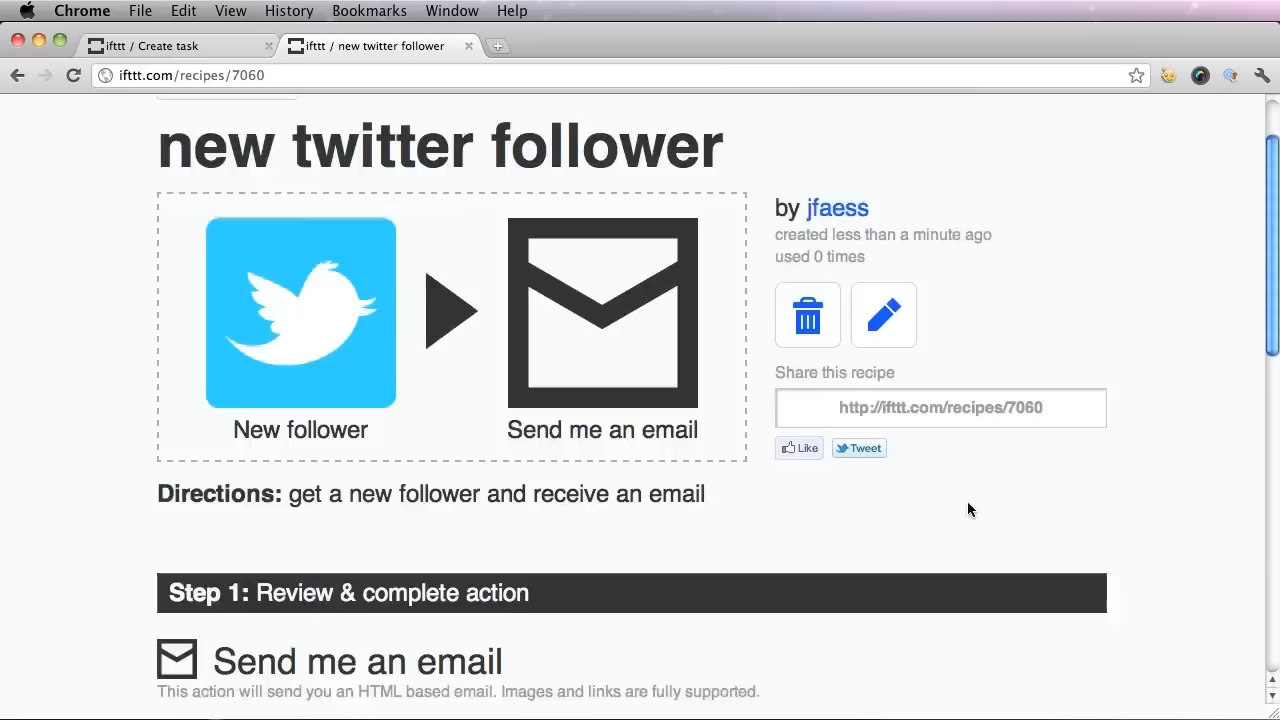 Chrome File Edit View History Bookmarks Window Help
ifttt / Create task
ifttt / new twitter follower
ifttt.com/recipes/7060
new twitter follower
by jfaess
created less than a minute ago
used 0 times
Share this recipe
http://ifttt.com/recipes/7060
Like Tweet
New follower
Send me an email
Directions: get a new follower and receive an email
Step 1: Review & complete action
Send me an email
This action will send you an HTML based email. Images and links are fully supported.